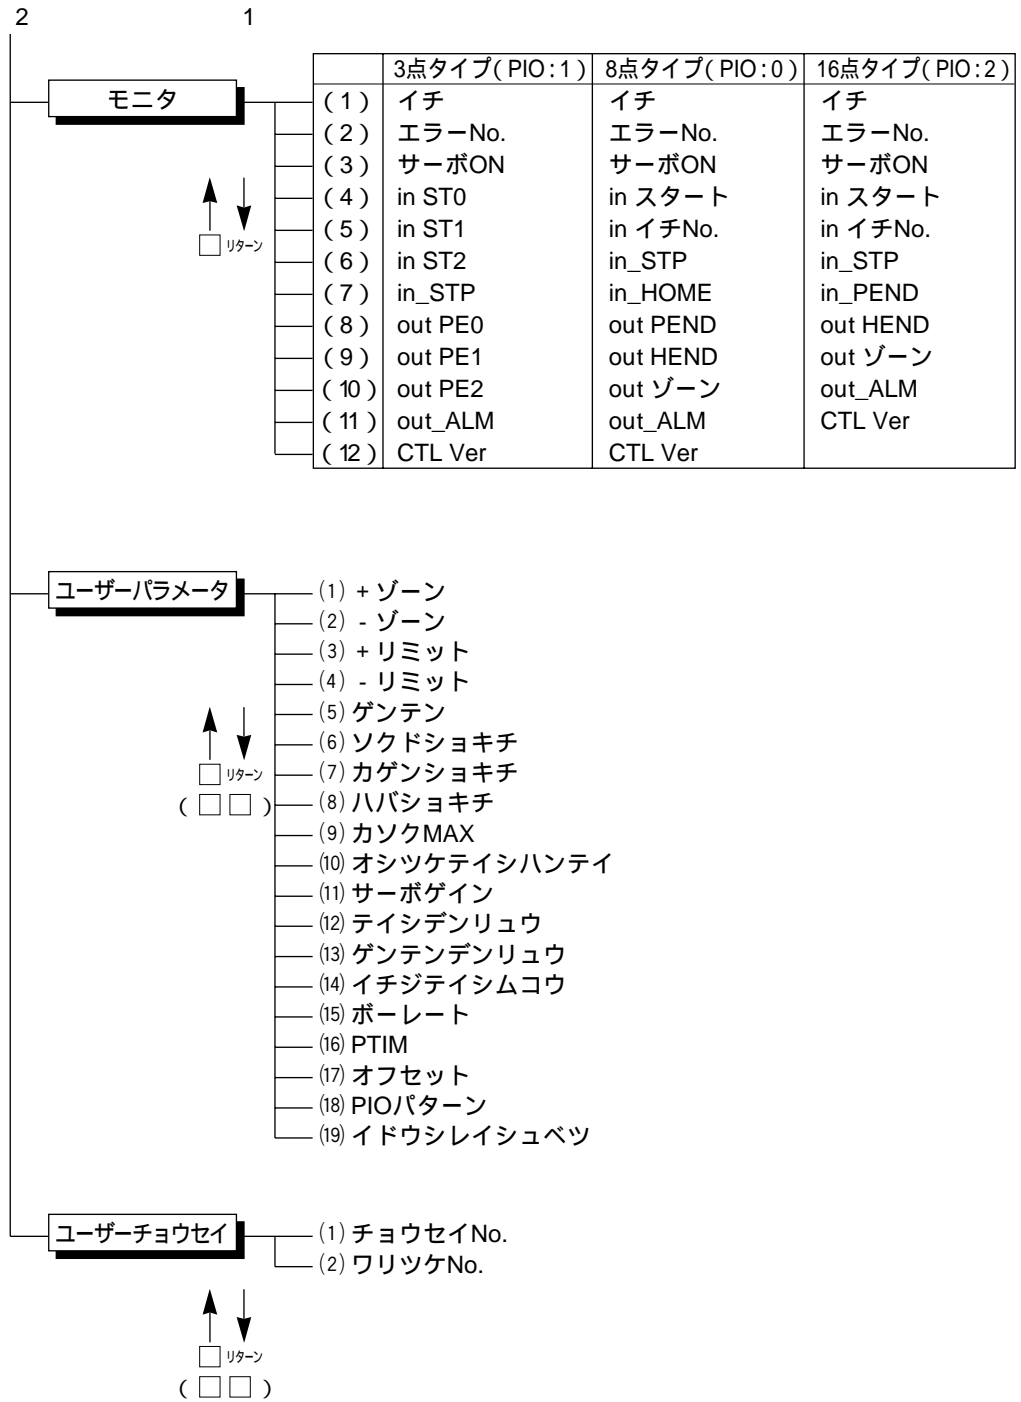 2 1
3点タイプ(PIO:1) 8点タイプ(PIO:0) 16点タイプ(PIO:2)
モニタ
(1) イチ イチ イチ
(2) エラーNo. エラーNo. エラーNo.
(3) サーボON サーボON サーボON
(4) in ST0 in スタート in スタート
(5) in ST1 in イチNo. in イチNo.
(6) in ST2 in_STP in_STP
(7) in_STP in_HOME in_PEND
(8) out PE0 out PEND out HEND
(9) out PE1 out HEND out ゾーン
(10) out PE2 out ゾーン out_ALM
(11) out_ALM out_ALM CTL Ver
(12) CTL Ver CTL Ver
□ リターン
ユーザーパラメータ
(1) +ゾーン
(2) -ゾーン
(3) +リミット
(4) -リミット
(5) ゲンテン
(6) ソクドショキチ
(7) カゲンショキチ
(8) ハバショキチ
(9) カソクMAX
(10) オシツケテイシハンテイ
(11) サーボゲイン
(12) テイシデンリュウ
(13) ゲンテンデンリュウ
(14) イチジテイシムコウ
(15) ボーレート
(16) PTIM
(17) オフセット
(18) PIOパターン
(19) イドウシレイシュベツ
□ リターン
(□□)
ユーザーチョウセイ
(1) チョウセイNo.
(2) ワリツケNo.
□ リターン
(□□)